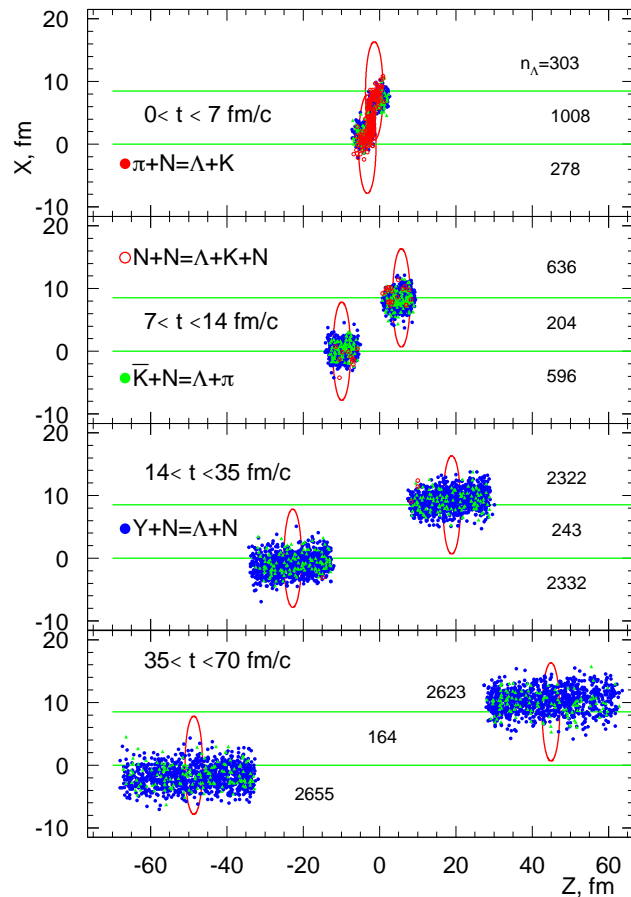 20
n_Λ=303
10
0< t < 7 fm/c
1008
0
π+N=Λ+K
278
-10
X, fm
20
N+N=Λ+K+N
636
10
7< t <14 fm/c
204
0
K̅+N=Λ+π
596
-10
20
14< t <35 fm/c
2322
10
Y+N=Λ+N
243
0
2332
-10
20
35< t <70 fm/c
2623
10
164
0
2655
-10
-60 -40 -20 0 20 40 60
Z, fm